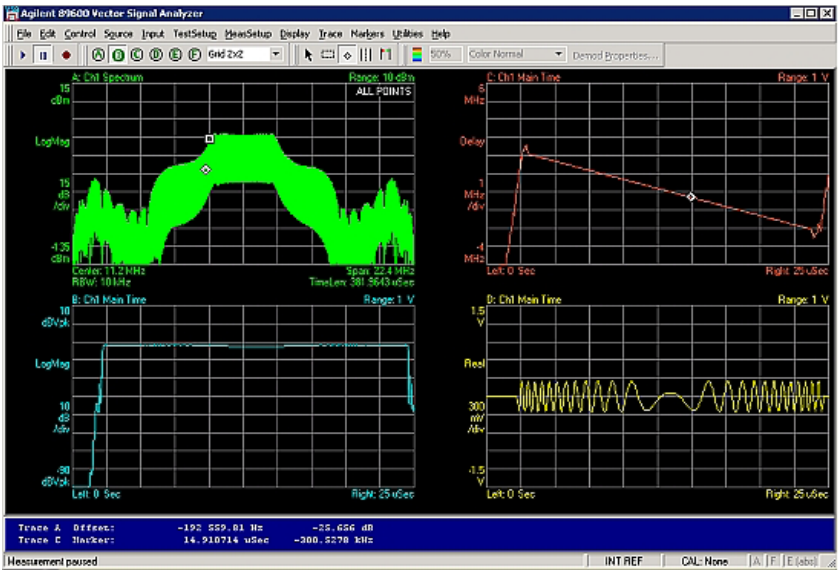 Agilent 89600 Vector Signal Analyzer
File Edit Control Source Input TestSetup MeasSetup Display Trace Markers Utilities Help
A B C D E F Grid 2x2 50% Color Normal Demod Properties...
A: Ch1 Spectrum Range: 10 dBm
15 dBm
ALL POINTS
LogMag
15 dB /div
-135 dBm
Center: 11.2 MHz Span: 22.4 MHz
RBW: 10 kHz TimeLen: 381.9643 uSec
C: Ch1 Main Time Range: 1 V
6 MHz
Delay
1 MHz /div
-4 MHz
Left: 0 Sec Right: 25 uSec
B: Ch1 Main Time Range: 1 V
10 dBVpk
LogMag
10 dB /div
-90 dBVpk
Left: 0 Sec Right: 25 uSec
D: Ch1 Main Time Range: 1 V
1.5 V
Real
300 mV /div
-1.5 V
Left: 0 Sec Right: 25 uSec
Trace A Offset: -192 559.81 Hz -25.656 dB
Trace C Marker: 14.910714 uSec -300.5278 kHz
Measurement paused INT REF CAL: None A F E (abs)